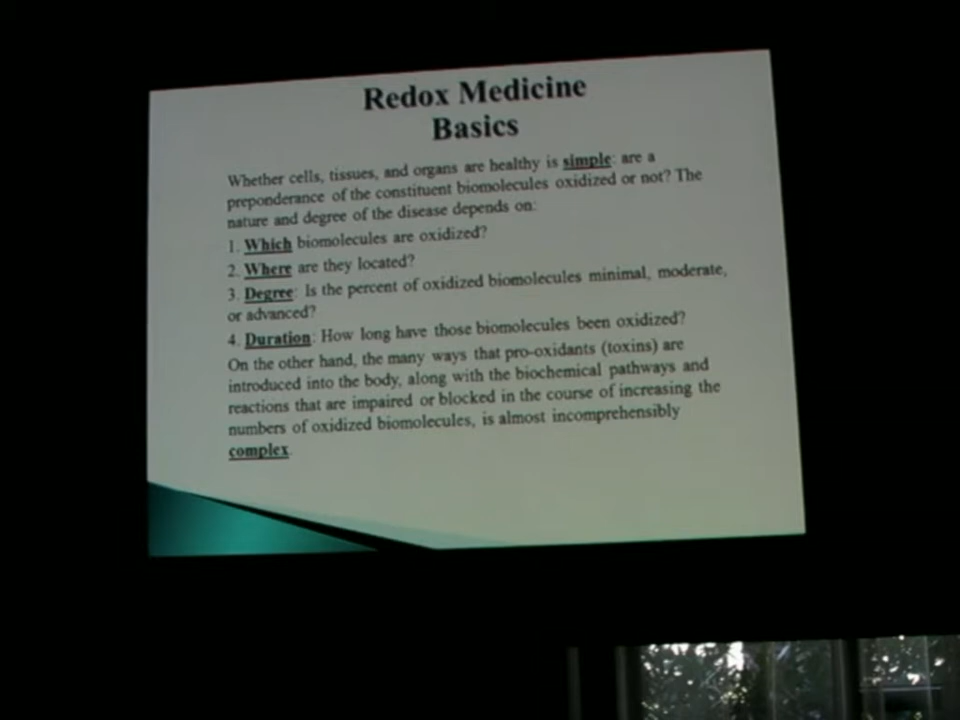 Redox Medicine
Basics
Whether cells, tissues, and organs are healthy is simple: are a
preponderance of the constituent biomolecules oxidized or not? The
nature and degree of the disease depends on:
1. Which biomolecules are oxidized?
2. Where are they located?
3. Degree: Is the percent of oxidized biomolecules minimal, moderate,
or advanced?
4. Duration: How long have those biomolecules been oxidized?
On the other hand, the many ways that pro-oxidants (toxins) are
introduced into the body, along with the biochemical pathways and
reactions that are impaired or blocked in the course of increasing the
numbers of oxidized biomolecules, is almost incomprehensibly
complex.